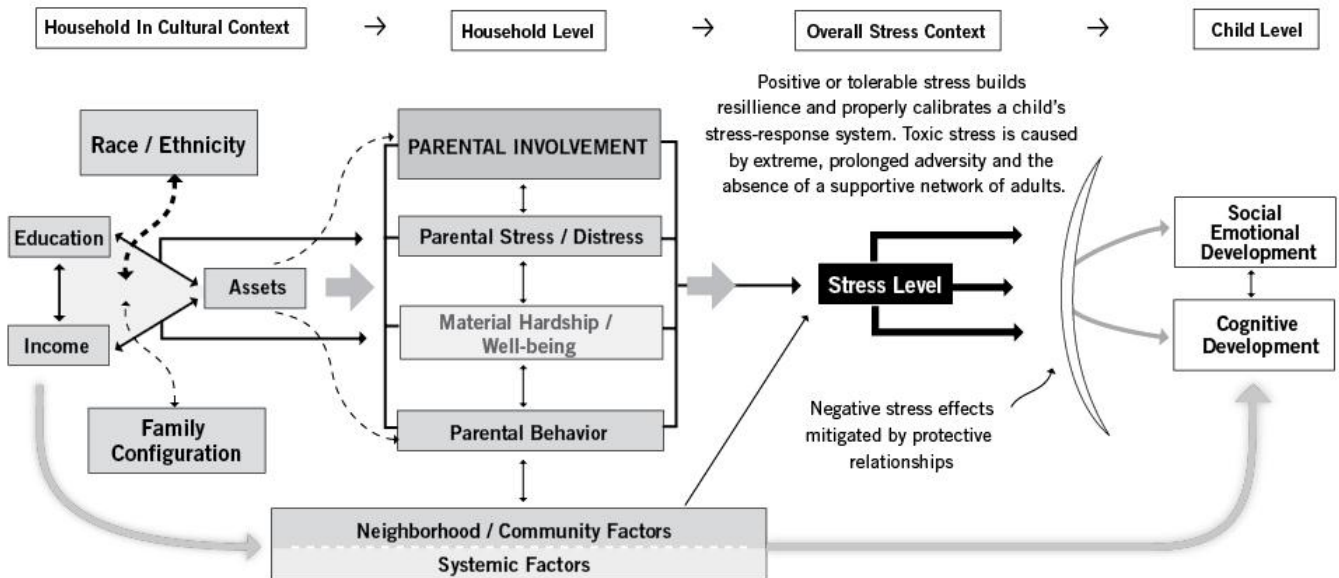 Household In Cultural Context
Household Level
Overall Stress Context
Child Level
Positive or tolerable stress builds
resillience and properly calibrates a child's
stress-response system. Toxic stress is caused
by extreme, prolonged adversity and the
absence of a supportive network of adults.
Race / Ethnicity
Education
Income
Assets
Family
Configuration
PARENTAL INVOLVEMENT
Parental Stress / Distress
Material Hardship /
Well-being
Parental Behavior
Neighborhood / Community Factors
Systemic Factors
Stress Level
Negative stress effects
mitigated by protective
relationships
Social
Emotional
Development
Cognitive
Development